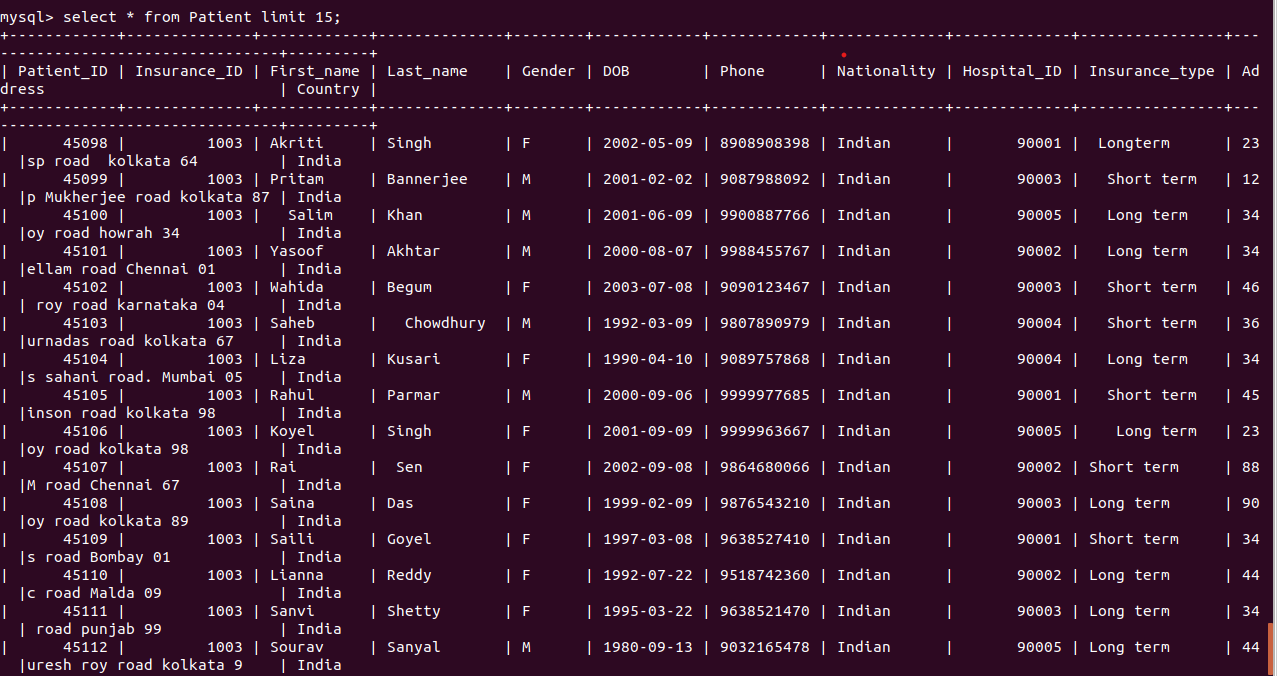 mysql> select * from Patient limit 15;
+------------+--------------+------------+--------------+--------+------------+------------+-------------+-------------+----------------+---
-------------------------------+---------+
| Patient_ID | Insurance_ID | First_name | Last_name    | Gender | DOB        | Phone      | Nationality | Hospital_ID | Insurance_type | Ad
dress                          | Country |
+------------+--------------+------------+--------------+--------+------------+------------+-------------+-------------+----------------+---
-------------------------------+---------+
|      45098 |         1003 | Akriti     | Singh        | F      | 2002-05-09 | 8908908398 | Indian      |       90001 |  Longterm      | 23
  |sp road  kolkata 64         | India
|      45099 |         1003 | Pritam     | Bannerjee    | M      | 2001-02-02 | 9087988092 | Indian      |       90003 |   Short term   | 12
  |p Mukherjee road kolkata 87 | India
|      45100 |         1003 |   Salim    | Khan         | M      | 2001-06-09 | 9900887766 | Indian      |       90005 |   Long term    | 34
  |oy road howrah 34           | India
|      45101 |         1003 | Yasoof     | Akhtar       | M      | 2000-08-07 | 9988455767 | Indian      |       90002 |   Long term    | 34
  |ellam road Chennai 01       | India
|      45102 |         1003 | Wahida     | Begum        | F      | 2003-07-08 | 9090123467 | Indian      |       90003 |   Short term   | 46
  | roy road karnataka 04      | India
|      45103 |         1003 | Saheb      |   Chowdhury  | M      | 1992-03-09 | 9807890979 | Indian      |       90004 |   Short term   | 36
  |urnadas road kolkata 67     | India
|      45104 |         1003 | Liza       | Kusari       | F      | 1990-04-10 | 9089757868 | Indian      |       90004 |   Long term    | 34
  |s sahani road. Mumbai 05    | India
|      45105 |         1003 | Rahul      | Parmar       | M      | 2000-09-06 | 9999977685 | Indian      |       90001 |   Short term   | 45
  |inson road kolkata 98       | India
|      45106 |         1003 | Koyel      | Singh        | F      | 2001-09-09 | 9999963667 | Indian      |       90005 |    Long term   | 23
  |oy road kolkata 98          | India
|      45107 |         1003 | Rai        |  Sen         | F      | 2002-09-08 | 9864680066 | Indian      |       90002 | Short term     | 88
  |M road Chennai 67           | India
|      45108 |         1003 | Saina      | Das          | F      | 1999-02-09 | 9876543210 | Indian      |       90003 | Long term      | 90
  |oy road kolkata 89          | India
|      45109 |         1003 | Saili      | Goyel        | F      | 1997-03-08 | 9638527410 | Indian      |       90001 | Short term     | 34
  |s road Bombay 01            | India
|      45110 |         1003 | Lianna     | Reddy        | F      | 1992-07-22 | 9518742360 | Indian      |       90002 | Long term      | 44
  |c road Malda 09             | India
|      45111 |         1003 | Sanvi      | Shetty       | F      | 1995-03-22 | 9638521470 | Indian      |       90003 | Long term      | 34
  | road punjab 99             | India
|      45112 |         1003 | Sourav     | Sanyal       | M      | 1980-09-13 | 9032165478 | Indian      |       90005 | Long term      | 44
  |uresh roy road kolkata 9    | India